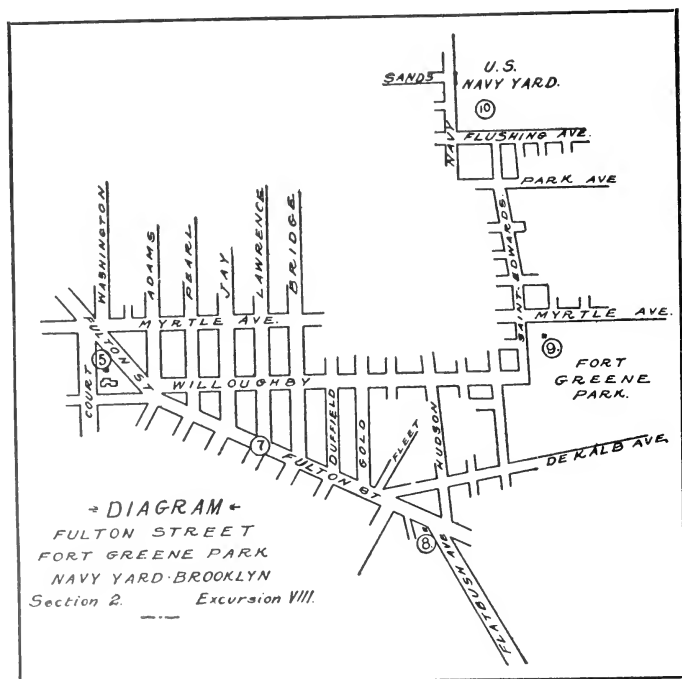 U.S.
NAVY YARD.
SANDS
10
NAVY
FLUSHING AVE.
PARK AVE
SAINT EDWARDS.
WASHINGTON
ADAMS
PEARL
JAY
LAWRENCE
BRIDGE
MYRTLE AVE.
MYRTLE AVE.
FULTON ST
5
9.
FORT
GREENE
PARK.
COURT
WILLOUGHBY
DUFFIELD
GOLD
FLEET
HUDSON
7
FULTON ST
DE KALB AVE,
8
FLATBUSH AVE
DIAGRAM
FULTON STREET
FORT GREENE PARK
NAVY YARD-BROOKLYN
Section 2. Excursion VIII.